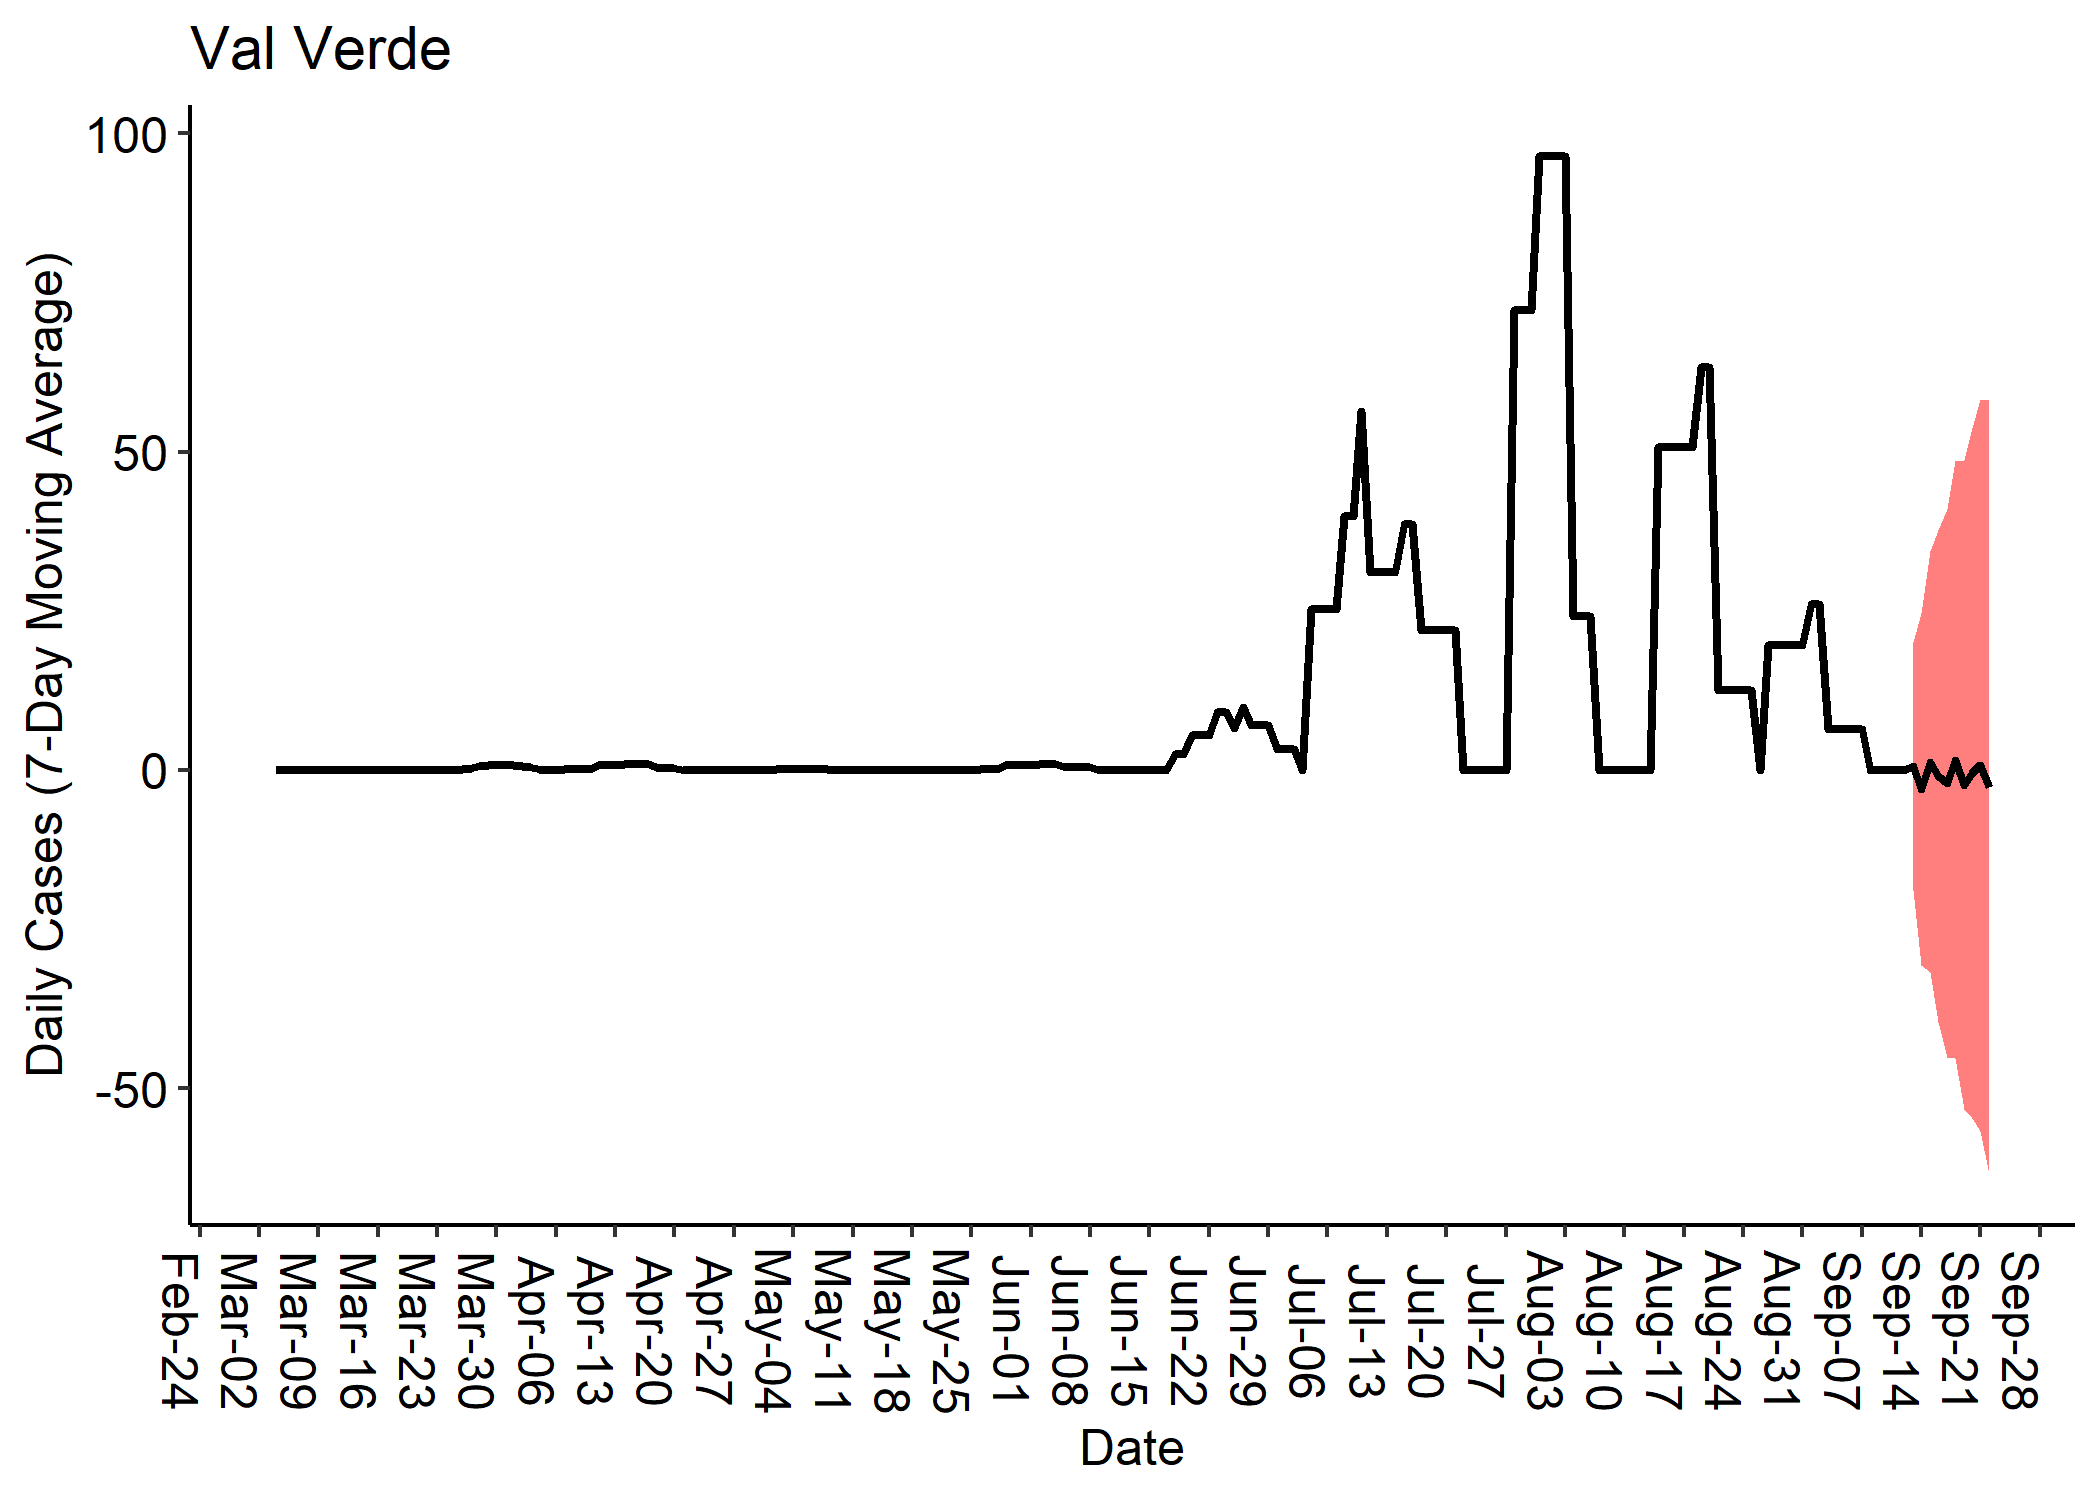 Val Verde
Daily Cases (7-Day Moving Average)
100
50
0
-50
Feb-24
Mar-02
Mar-09
Mar-16
Mar-23
Mar-30
Apr-06
Apr-13
Apr-20
Apr-27
May-04
May-11
May-18
May-25
Jun-01
Jun-08
Jun-15
Jun-22
Jun-29
Jul-06
Jul-13
Jul-20
Jul-27
Aug-03
Aug-10
Aug-17
Aug-24
Aug-31
Sep-07
Sep-14
Sep-21
Sep-28
Date